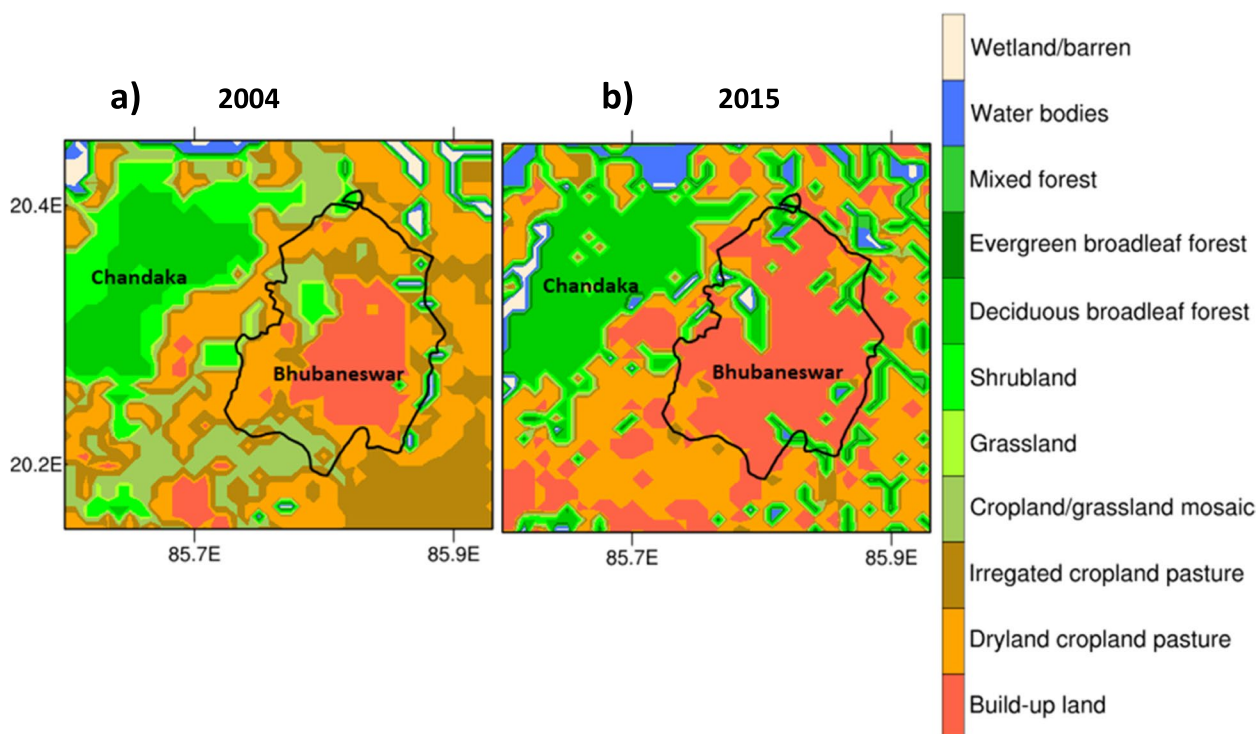 a) 2004
b) 2015
20.4E
20.2E
Chandaka
Bhubaneswar
85.7E
85.9E
Chandaka
Bhubaneswar
85.7E
85.9E
Wetland/barren
Water bodies
Mixed forest
Evergreen broadleaf forest
Deciduous broadleaf forest
Shrubland
Grassland
Cropland/grassland mosaic
Irregated cropland pasture
Dryland cropland pasture
Build-up land